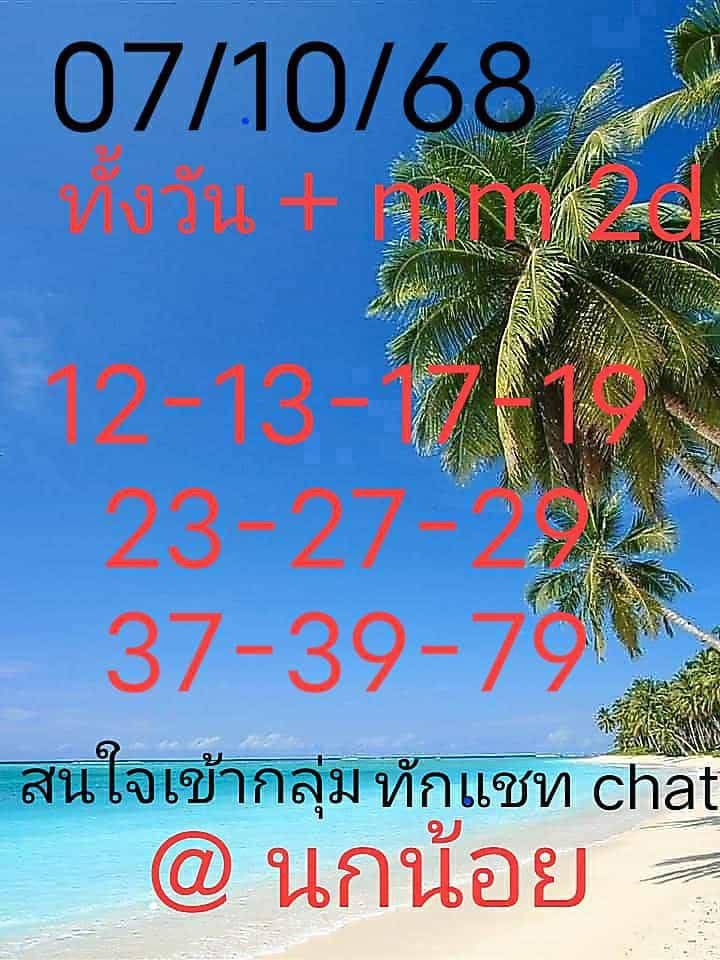 07/10/68
ทั้งวัน + mm 2d
12-13-17-19
23-27-29
37-39-79
สนใจเข้ากลุ่ม ทักแชท chat
@ นกน้อย